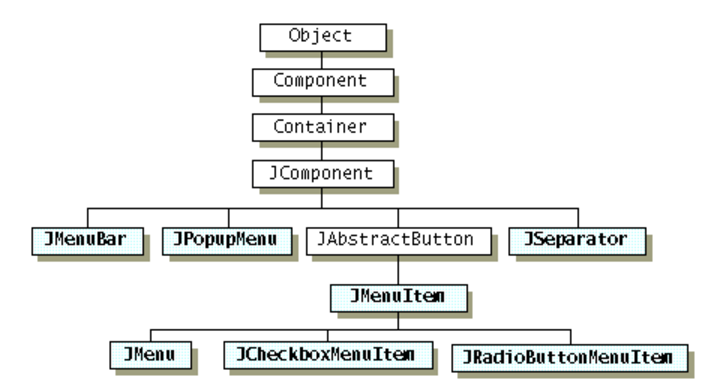 Object
Component
Container
JComponent
JMenuBar
JPopupMenu
JAbstractButton
JSeparator
JMenuItem
JMenu
JCheckboxMenuItem
JRadioButtonMenuItem